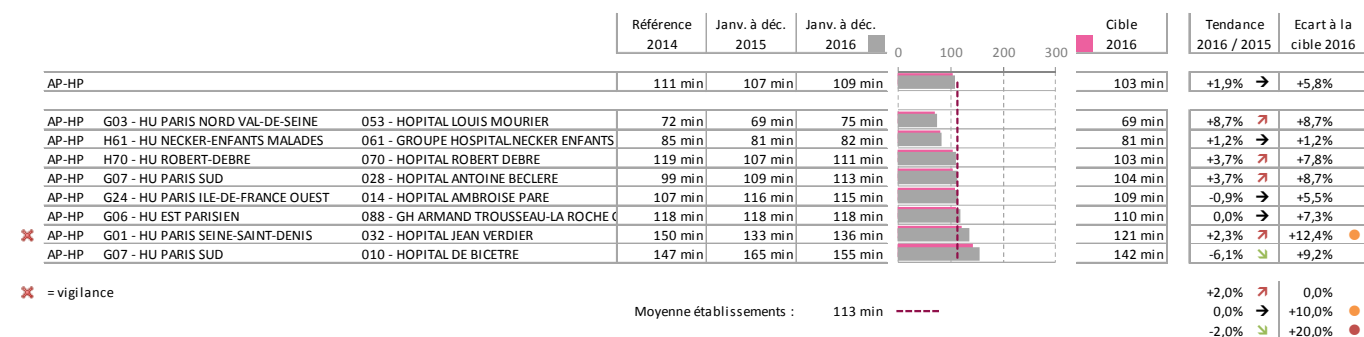 Référence Janv. à déc. Janv. à déc. Cible Tendance Ecart à la
2014 2015 2016 0 100 200 300 2016 2016 / 2015 cible 2016
AP-HP 111 min 107 min 109 min 103 min +1,9% → +5,8%
AP-HP G03 - HU PARIS NORD VAL-DE-SEINE 053 - HOPITAL LOUIS MOURIER 72 min 69 min 75 min 69 min +8,7% ↗ +8,7%
AP-HP H61 - HU NECKER-ENFANTS MALADES 061 - GROUPE HOSPITAL.NECKER ENFANTS 85 min 81 min 82 min 81 min +1,2% → +1,2%
AP-HP H70 - HU ROBERT-DEBRE 070 - HOPITAL ROBERT DEBRE 119 min 107 min 111 min 103 min +3,7% ↗ +7,8%
AP-HP G07 - HU PARIS SUD 028 - HOPITAL ANTOINE BECLERE 99 min 109 min 113 min 104 min +3,7% ↗ +8,7%
AP-HP G24 - HU PARIS ILE-DE-FRANCE OUEST 014 - HOPITAL AMBROISE PARE 107 min 116 min 115 min 109 min -0,9% → +5,5%
AP-HP G06 - HU EST PARISIEN 088 - GH ARMAND TROUSSEAU-LA ROCHE 118 min 118 min 118 min 110 min 0,0% → +7,3%
AP-HP G01 - HU PARIS SEINE-SAINT-DENIS 032 - HOPITAL JEAN VERDIER 150 min 133 min 136 min 121 min +2,3% ↗ +12,4%
AP-HP G07 - HU PARIS SUD 010 - HOPITAL DE BICETRE 147 min 165 min 155 min 142 min -6,1% ↘ +9,2%
= vigilance +2,0% ↗ 0,0%
Moyenne établissements : 113 min 0,0% → +10,0%
-2,0% ↘ +20,0%